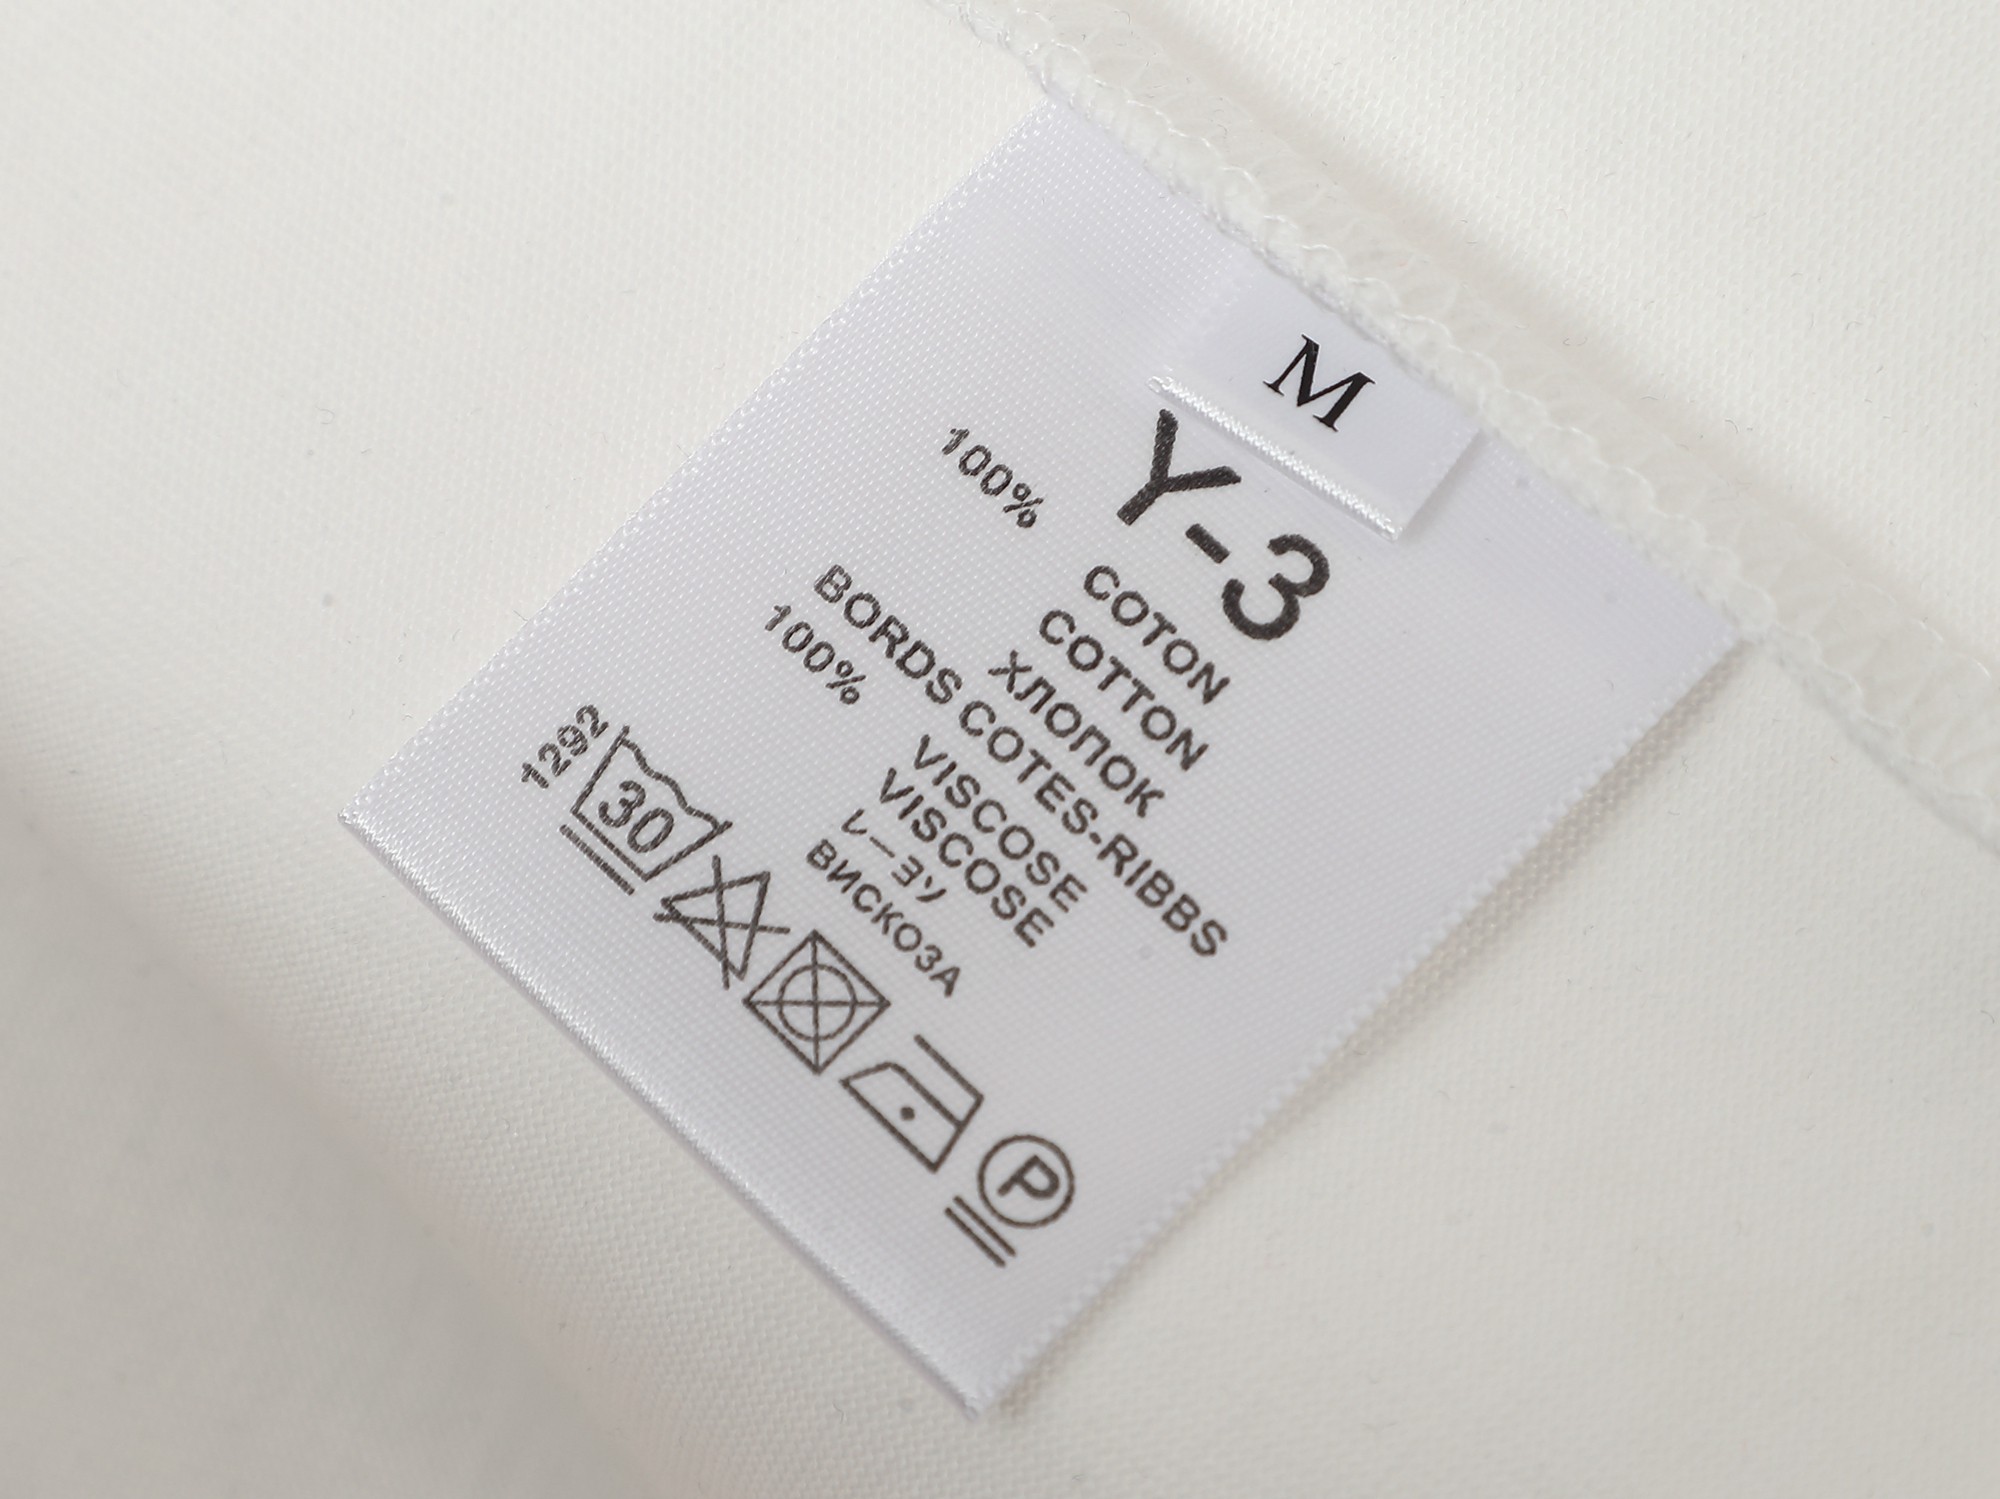 M
Y-3
100% COTON
COTTON
ХЛОПОК
BORDS COTES-RIBBS
100% VISCOSE
VISCOSE
レーヨン
ВИСКОЗА
1292
30
P